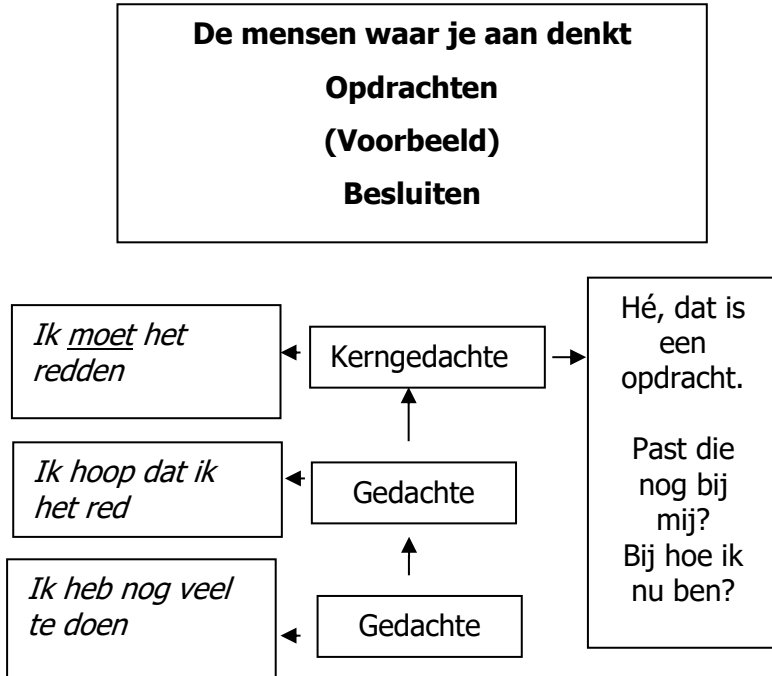 De mensen waar je aan denkt
Opdrachten
(Voorbeeld)
Besluiten
Ik moet het
redden
Kerngedachte
Hé, dat is
een
opdracht.
Past die
nog bij
mij?
Bij hoe ik
nu ben?
Ik hoop dat ik
het red
Gedachte
Ik heb nog veel
te doen
Gedachte